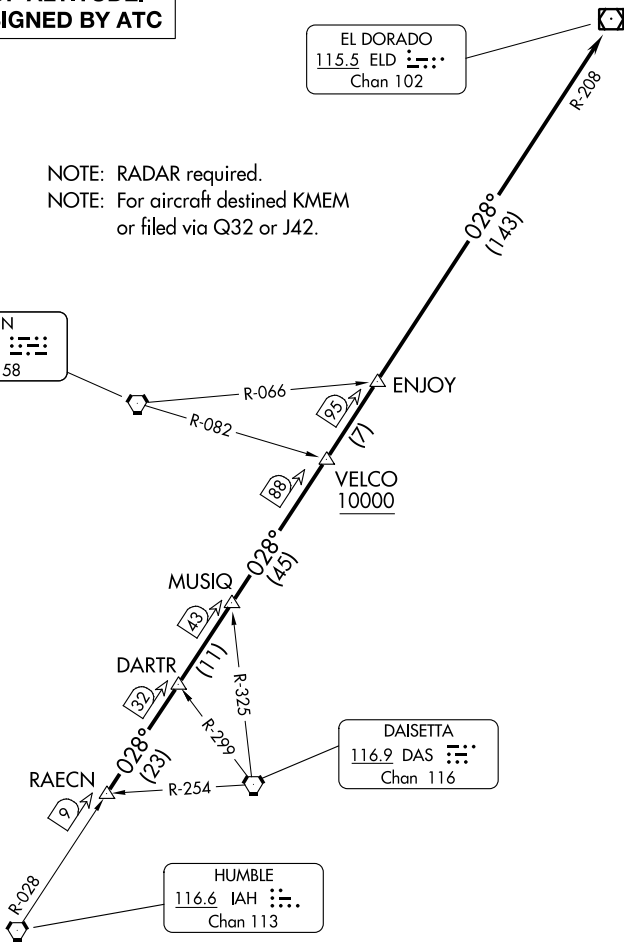 SIGNED BY ATC
EL DORADO
115.5 ELD
Chan 102
R-208
NOTE: RADAR required.
NOTE: For aircraft destined KMEM
or filed via Q32 or J42.
028°
(143)
N
58
R-066
R-082
ENJOY
95
(7)
VELCO
10000
88
028°
(45)
MUSIQ
43
(11)
DARTR
32
R-325
R-299
028°
(23)
DAISETTA
116.9 DAS
Chan 116
RAECN
9
R-254
R-028
HUMBLE
116.6 IAH
Chan 113